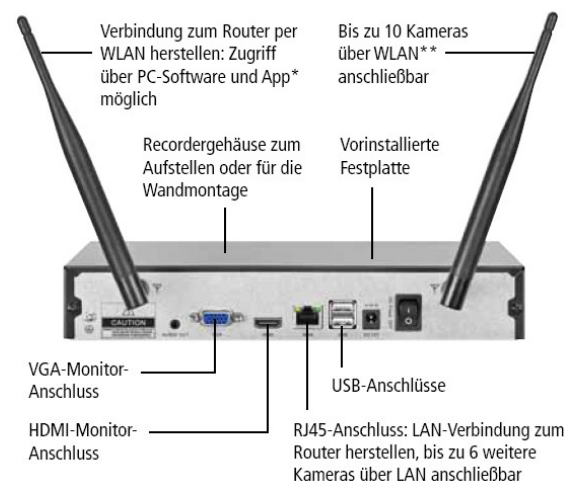 Verbindung zum Router per
WLAN herstellen: Zugriff
über PC-Software und App*
möglich
Bis zu 10 Kameras
über WLAN**
anschließbar
Recordergehäuse zum
Aufstellen oder für die
Wandmontage
Vorinstallierte
Festplatte
CAUTION
AUDIO OUT
VGA-Monitor-
Anschluss
HDMI-Monitor-
Anschluss
USB-Anschlüsse
RJ45-Anschluss: LAN-Verbindung zum
Router herstellen, bis zu 6 weitere
Kameras über LAN anschließbar